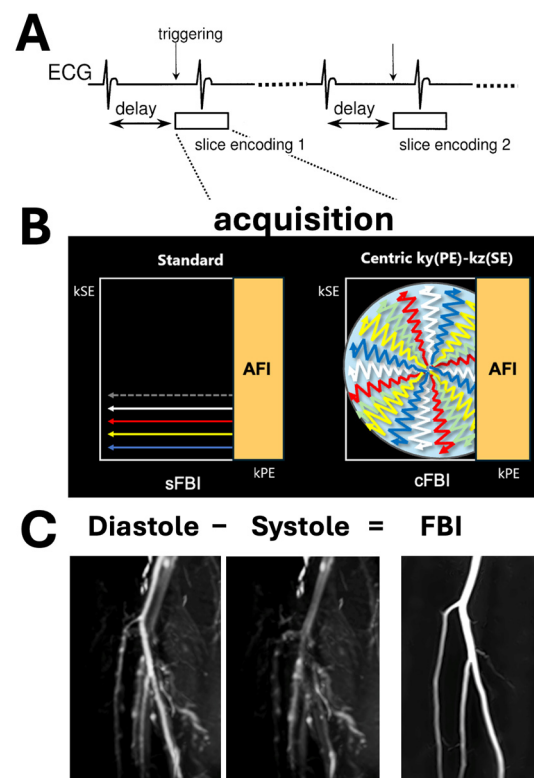 A
triggering
ECG
delay
delay
slice encoding 1
slice encoding 2
acquisition
B
Standard
Centric ky(PE)-kz(SE)
kSE
kSE
AFI
AFI
kPE
kPE
sFBI
cFBI
C
Diastole – Systole = FBI